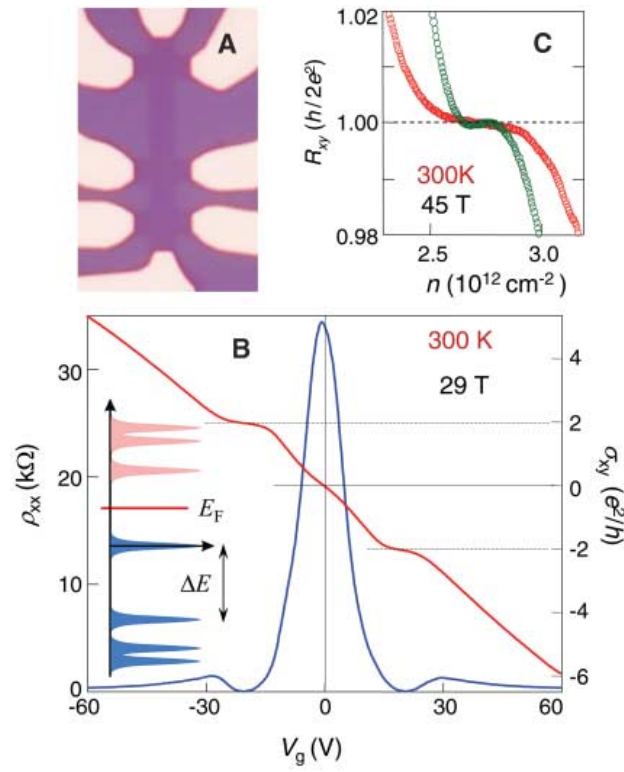 A
C
1.02
1.00
0.98
R_xy (h/2e²)
300K
45 T
2.5
3.0
n (10¹² cm⁻²)
B
300 K
29 T
30
20
10
0
ρ_xx (kΩ)
4
2
0
-2
-4
-6
σ_xy (e²/h)
E_F
ΔE
-60
-30
0
30
60
V_g (V)